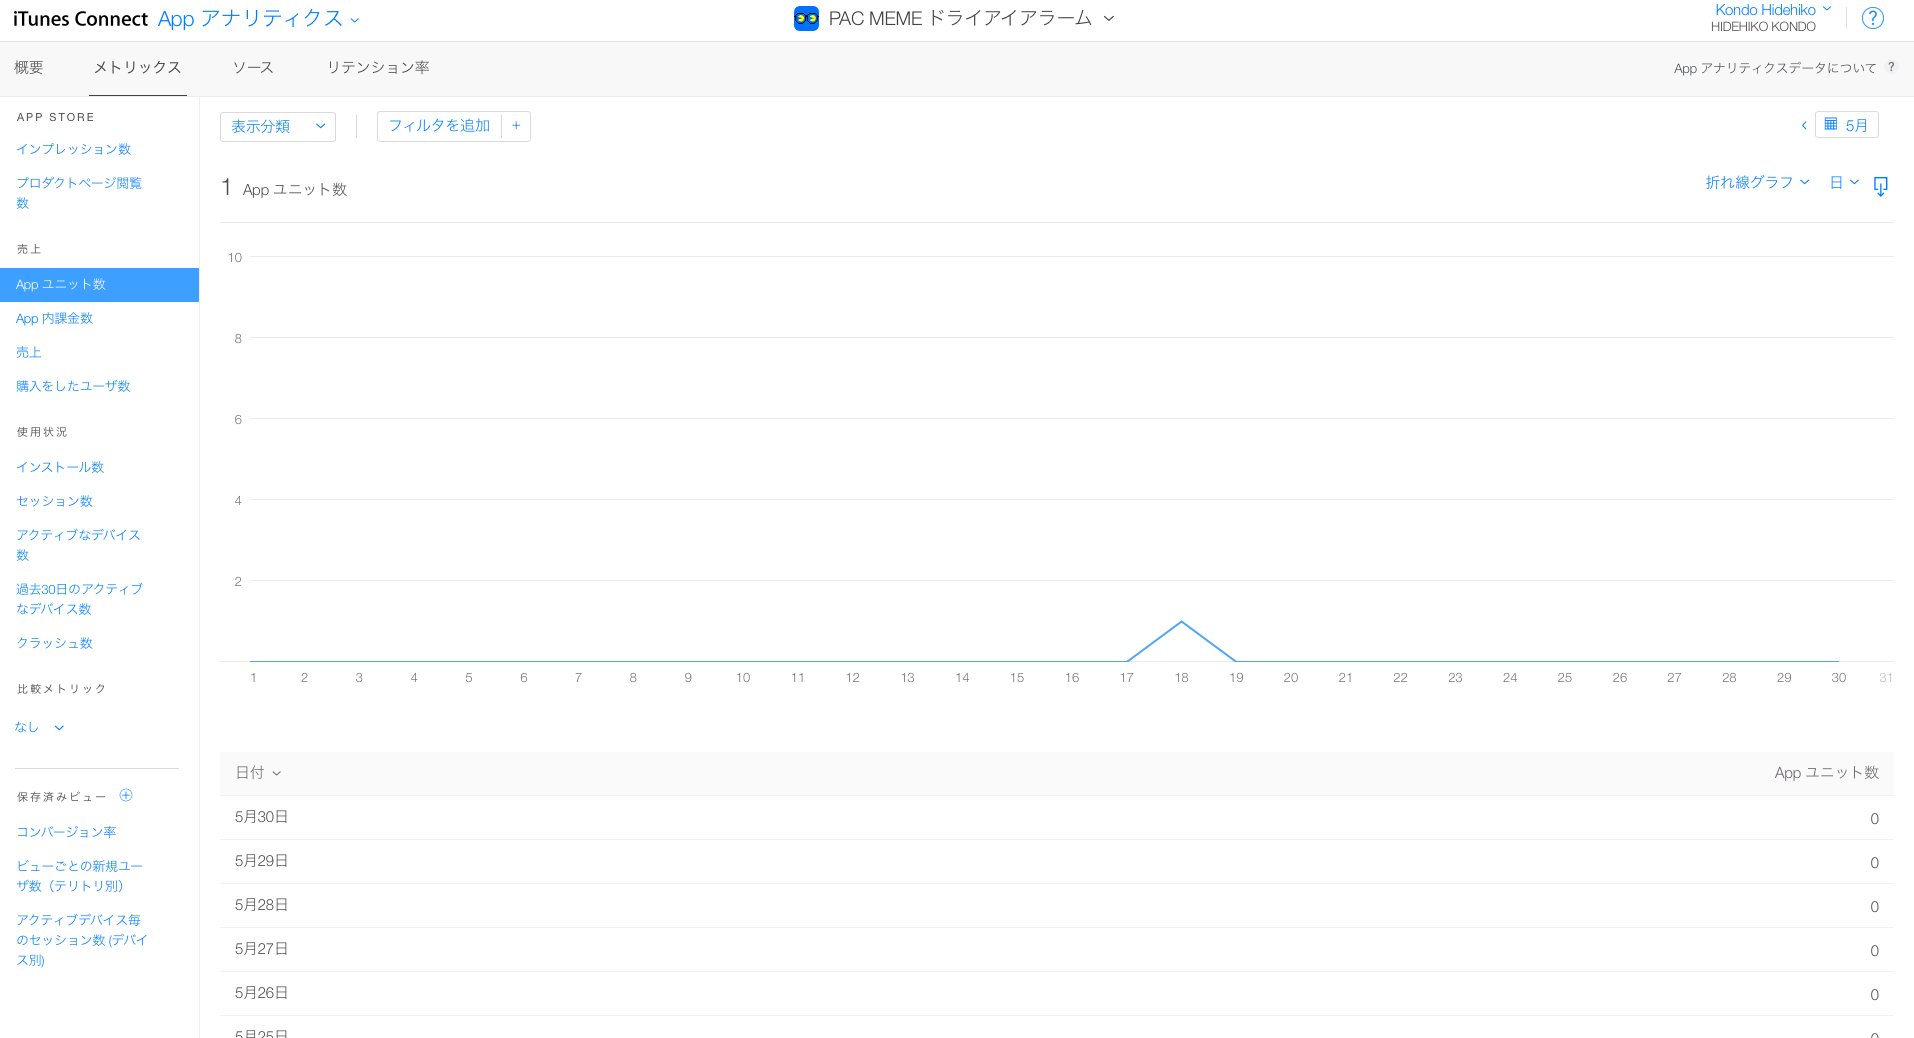 iTunes Connect App アナリティクス
PAC MEME ドライアイアラーム
Kondo Hidehiko
HIDEHIKO KONDO
?
概要
メトリックス
ソース
リテンション率
App アナリティクスデータについて ?
APP STORE
インプレッション数
プロダクトページ閲覧
数
売上
App ユニット数
App 内課金数
売上
購入をしたユーザ数
使用状況
インストール数
セッション数
アクティブなデバイス
数
過去30日のアクティブ
なデバイス数
クラッシュ数
比較メトリック
なし
保存済みビュー
コンバージョン率
ビューごとの新規ユー
ザ数（テリトリ別）
アクティブデバイス毎
のセッション数 (デバイ
ス別)
表示分類
フィルタを追加 +
5月
1 App ユニット数
折れ線グラフ
日
10
8
6
4
2
1 2 3 4 5 6 7 8 9 10 11 12 13 14 15 16 17 18 19 20 21 22 23 24 25 26 27 28 29 30 31
日付 App ユニット数
5月30日 0
5月29日 0
5月28日 0
5月27日 0
5月26日 0
5月25日 0